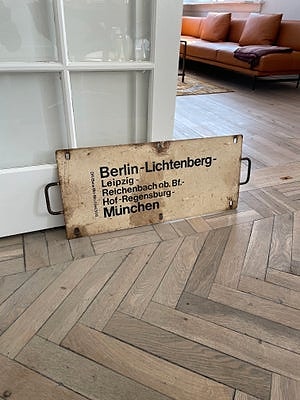 Berlin-Lichtenberg-
Leipzig-
Reichenbach ob. Bf.-
Hof-Regensburg-
München